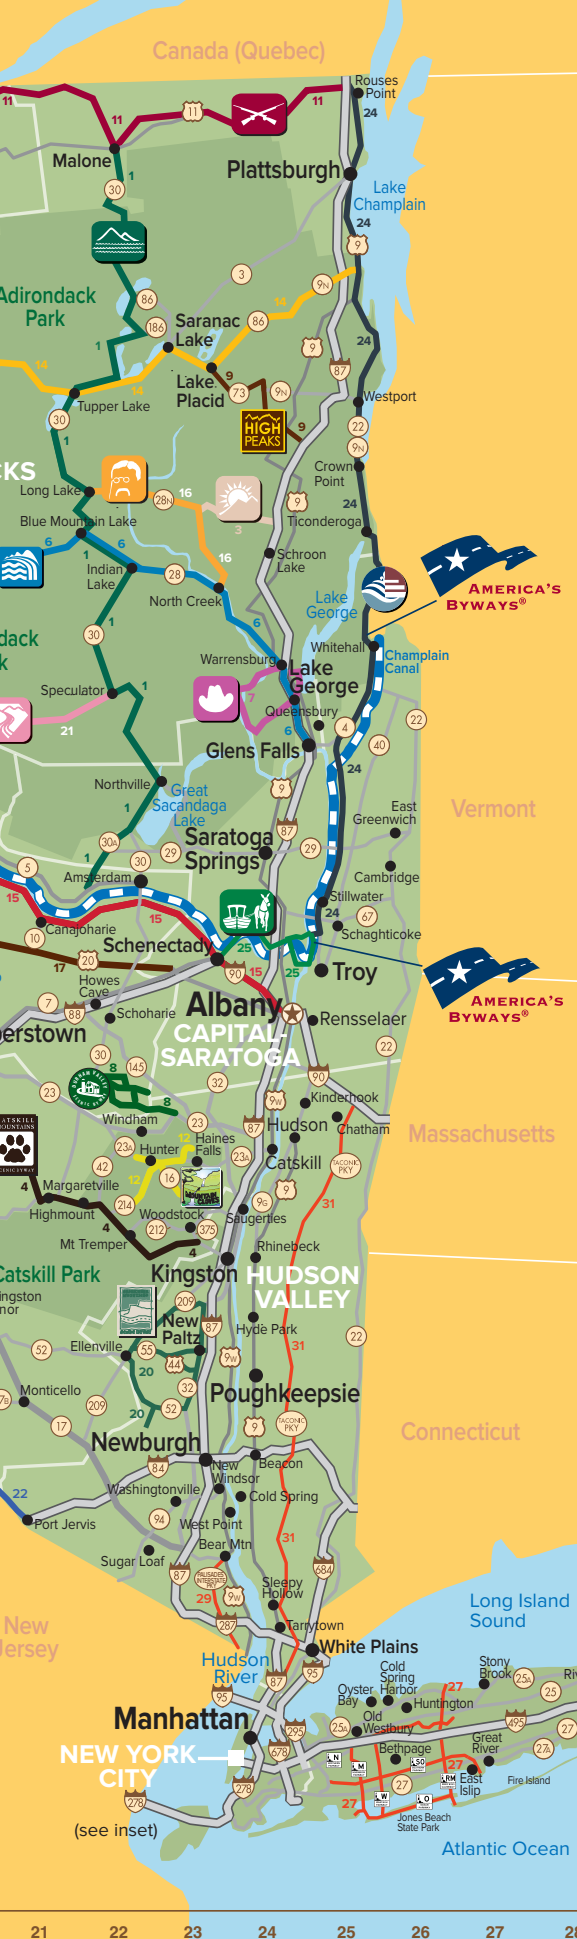 Canada (Quebec)
Rouses
Point
11
11
11
11
24
Malone
1
30
Plattsburgh
Lake
Champlain
24
9
3
9N
Adirondack
Park
86
14
186
Saranac
Lake
86
1
9
24
14
87
Lake
Placid
9
73
9N
14
Tupper Lake
Westport
30
HIGH
PEAKS
9
22
9N
1
CKS
Crown
Point
Long Lake
28N
16
9
24
3
Blue Mountain Lake
Ticonderoga
6
6
1
16
Schroon
Lake
Indian
Lake
28
North Creek
Lake
George
AMERICA'S
BYWAYS®
1
30
6
dack
k
Whitehall
Champlain
Canal
Warrensburg
Lake
George
Speculator
1
7
21
Queensbury
6
4
22
40
Glens Falls
24
Northville
Great
Sacandaga
Lake
9
1
East
Greenwich
Vermont
87
Saratoga
Springs
30A
29
29
5
1
30
Amsterdam
Cambridge
15
15
Stillwater
24
67
Canajoharie
10
Schenectady
25
Schaghticoke
17
20
90
15
25
Troy
Howes
Cave
7
88
Schoharie
Albany
CAPITAL-
SARATOGA
Rensselaer
AMERICA'S
BYWAYS®
perstown
22
30
8
145
90
32
23
8
9W
Kinderhook
ATSKILL
MOUNTAINS
Windham
23
87
Hudson
Chatham
Massachusetts
23A
12
Haines
Falls
23A
Hunter
Catskill
TACONIC
PKY
42
16
MOUNTAIN
CLOVES
4
Margaretville
12
9G
9
31
214
Highmount
Woodstock
212
375
Saugerties
4
Mt Tremper
4
Rhinebeck
Catskill Park
Kingston
HUDSON
VALLEY
ington
nor
209
New
Paltz
87
Hyde Park
52
Ellenville
55
9W
31
22
44
20
Monticello
209
32
Poughkeepsie
20
52
17
9
TACONIC
PKY
Connecticut
Newburgh
84
New
Windsor
Beacon
22
Washingtonville
Cold Spring
Port Jervis
94
West Point
31
Bear Mtn
Sugar Loaf
87
PALISADES
INTERSTATE
PKY
684
Sleepy
Hollow
29
9W
Long Island
Sound
New
Jersey
287
Tarrytown
White Plains
Hudson
River
95
87
95
Stony
Brook
25A
Cold
Spring
Harbor
27
Oyster
Bay
Huntington
25
Manhattan
Old
Westbury
25A
295
495
27
678
Bethpage
Great
River
27A
NEW YORK
CITY
N
M
SO
27
27
RM
East
Islip
Fire Island
278
278
27
W
O
Jones Beach
State Park
(see inset)
Atlantic Ocean
21 22 23 24 25 26 27 28